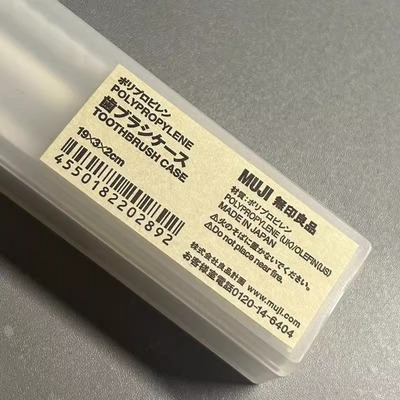 ポリプロピレン
POLYPROPYLENE
歯ブラシケース
TOOTHBRUSH CASE
19×3×2cm
4550182202892
MUJI 無印良品
材質:ポリプロピレン
POLYPROPYLENE (UK)/OLEFIN(US)
MADE IN JAPAN
⚠火のそばに置かないでください。
⚠Do not place near fire.
株式会社良品計画 www.muji.com
お客様室電話0120-14-6404